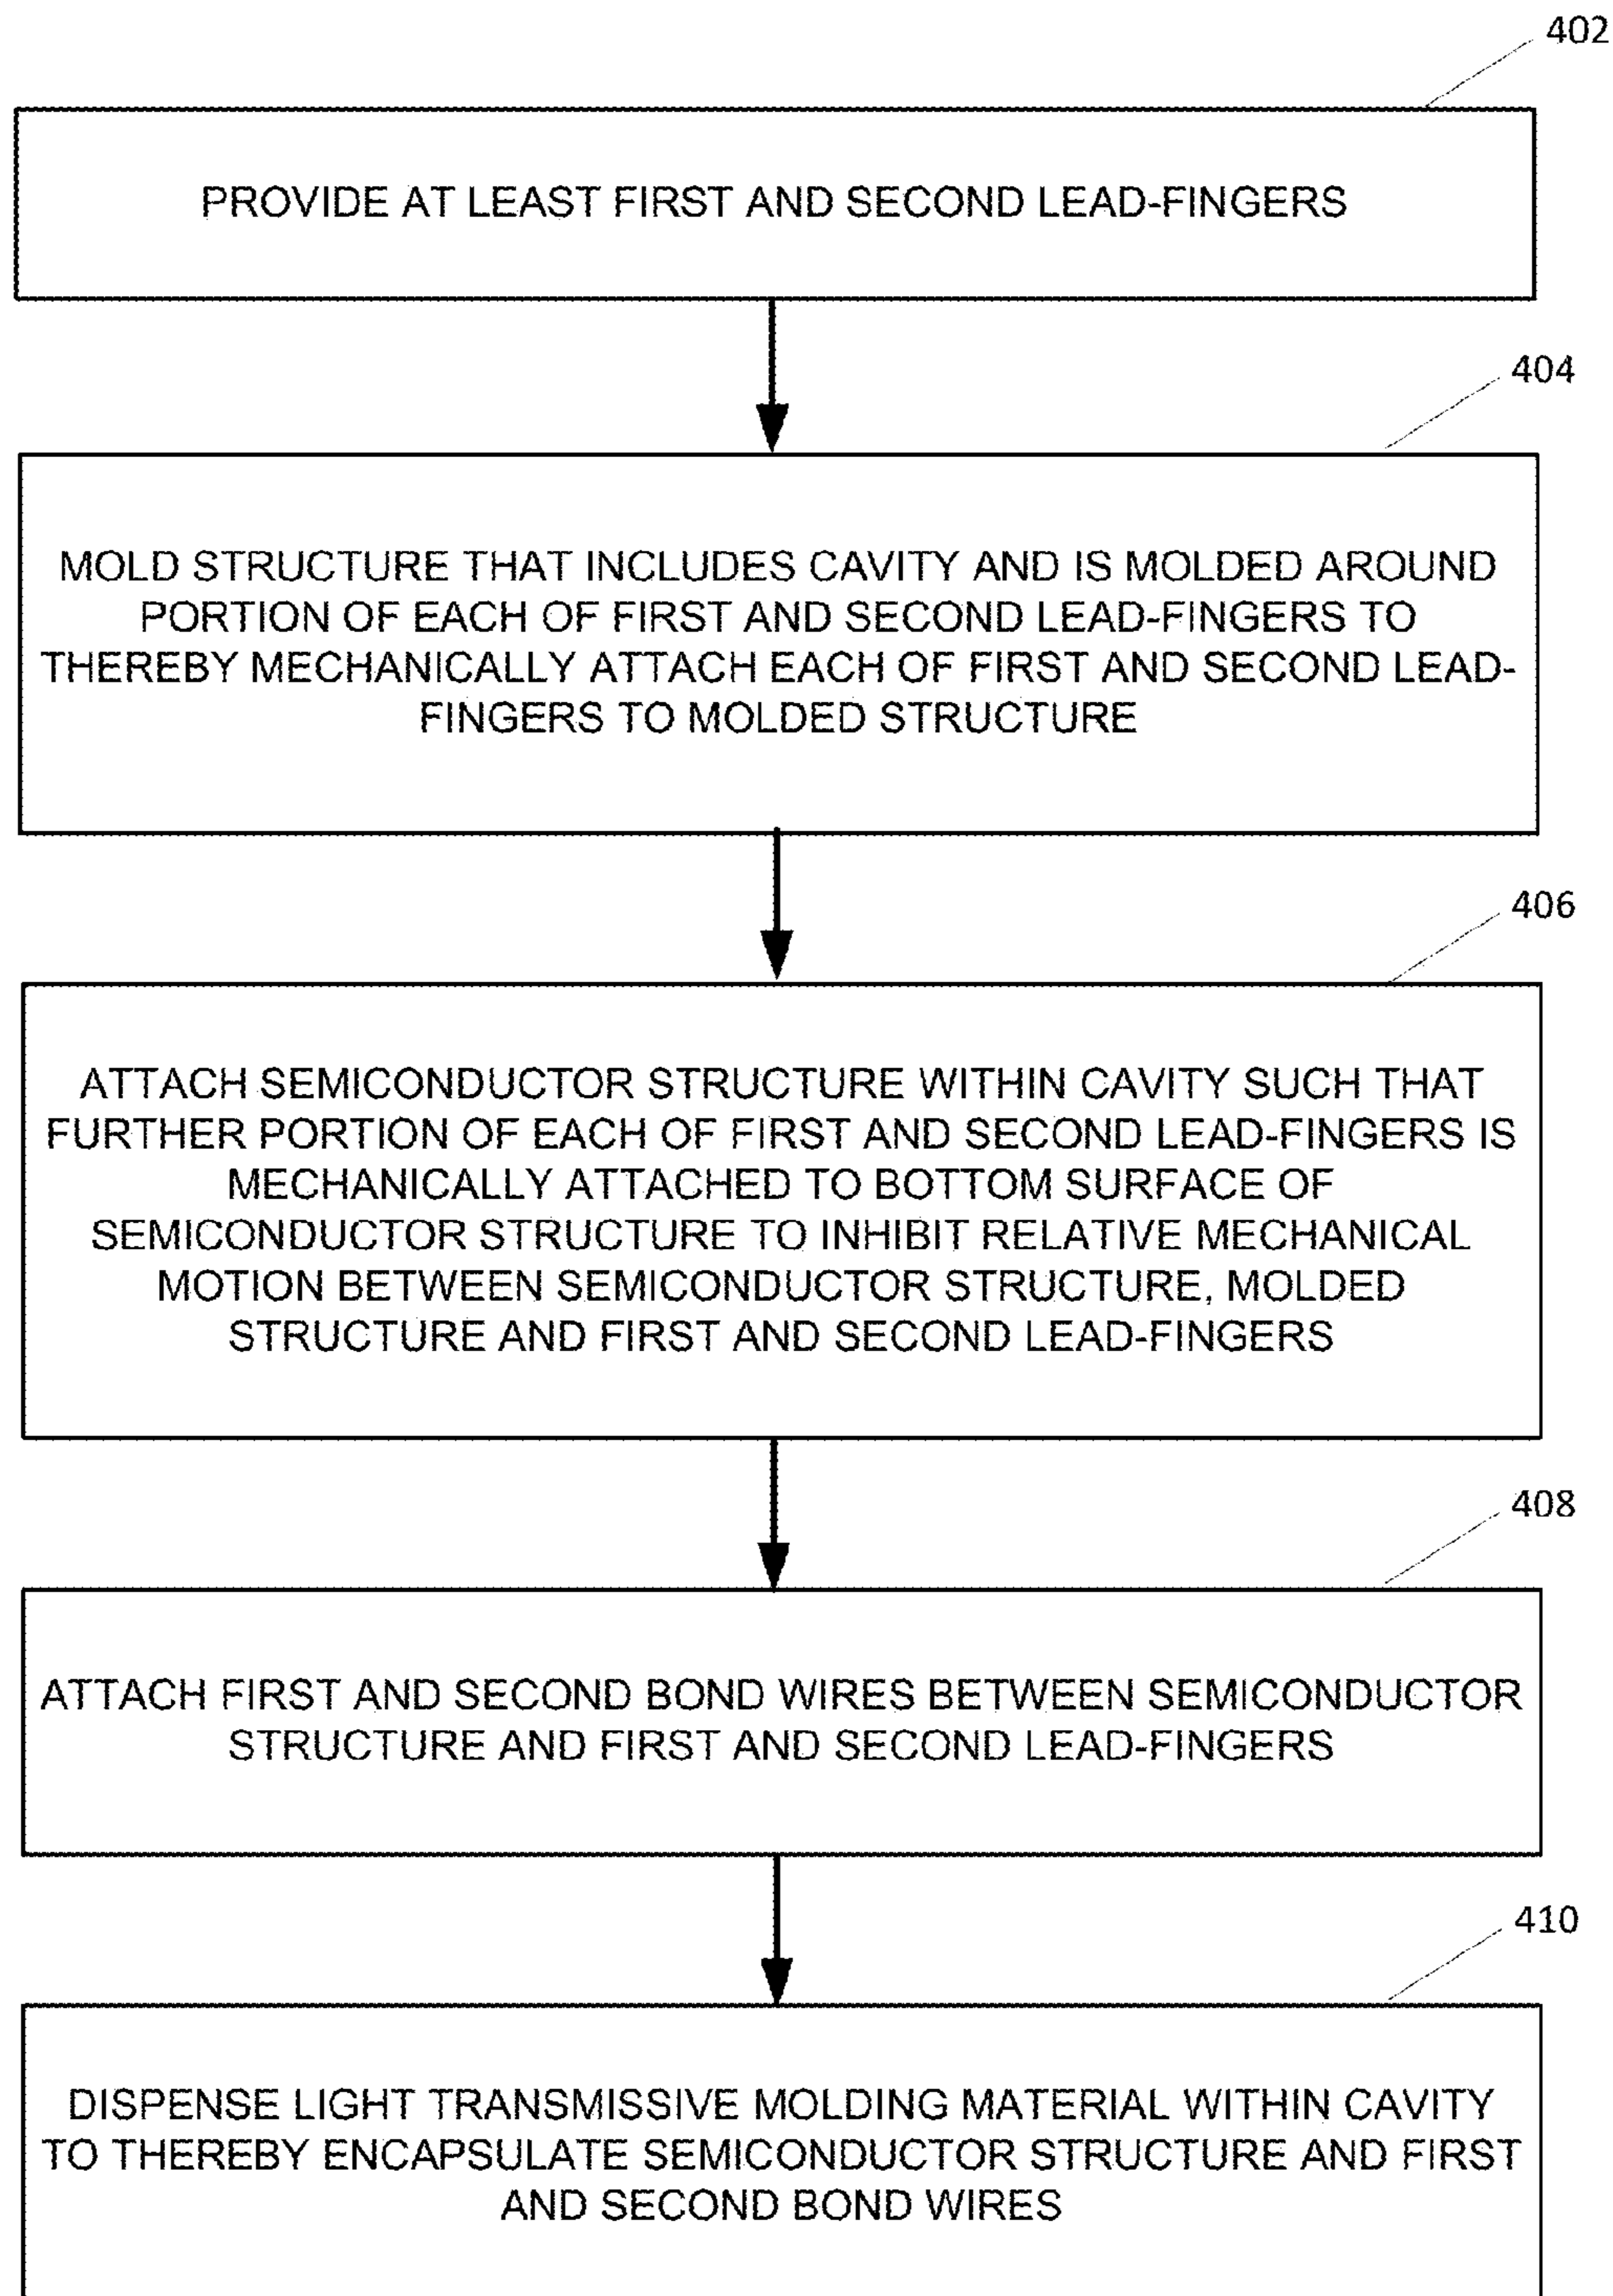 402
PROVIDE AT LEAST FIRST AND SECOND LEAD-FINGERS
404
MOLD STRUCTURE THAT INCLUDES CAVITY AND IS MOLDED AROUND
PORTION OF EACH OF FIRST AND SECOND LEAD-FINGERS TO
THEREBY MECHANICALLY ATTACH EACH OF FIRST AND SECOND LEAD-
FINGERS TO MOLDED STRUCTURE
406
ATTACH SEMICONDUCTOR STRUCTURE WITHIN CAVITY SUCH THAT
FURTHER PORTION OF EACH OF FIRST AND SECOND LEAD-FINGERS IS
MECHANICALLY ATTACHED TO BOTTOM SURFACE OF
SEMICONDUCTOR STRUCTURE TO INHIBIT RELATIVE MECHANICAL
MOTION BETWEEN SEMICONDUCTOR STRUCTURE, MOLDED
STRUCTURE AND FIRST AND SECOND LEAD-FINGERS
408
ATTACH FIRST AND SECOND BOND WIRES BETWEEN SEMICONDUCTOR
STRUCTURE AND FIRST AND SECOND LEAD-FINGERS
410
DISPENSE LIGHT TRANSMISSIVE MOLDING MATERIAL WITHIN CAVITY
TO THEREBY ENCAPSULATE SEMICONDUCTOR STRUCTURE AND FIRST
AND SECOND BOND WIRES